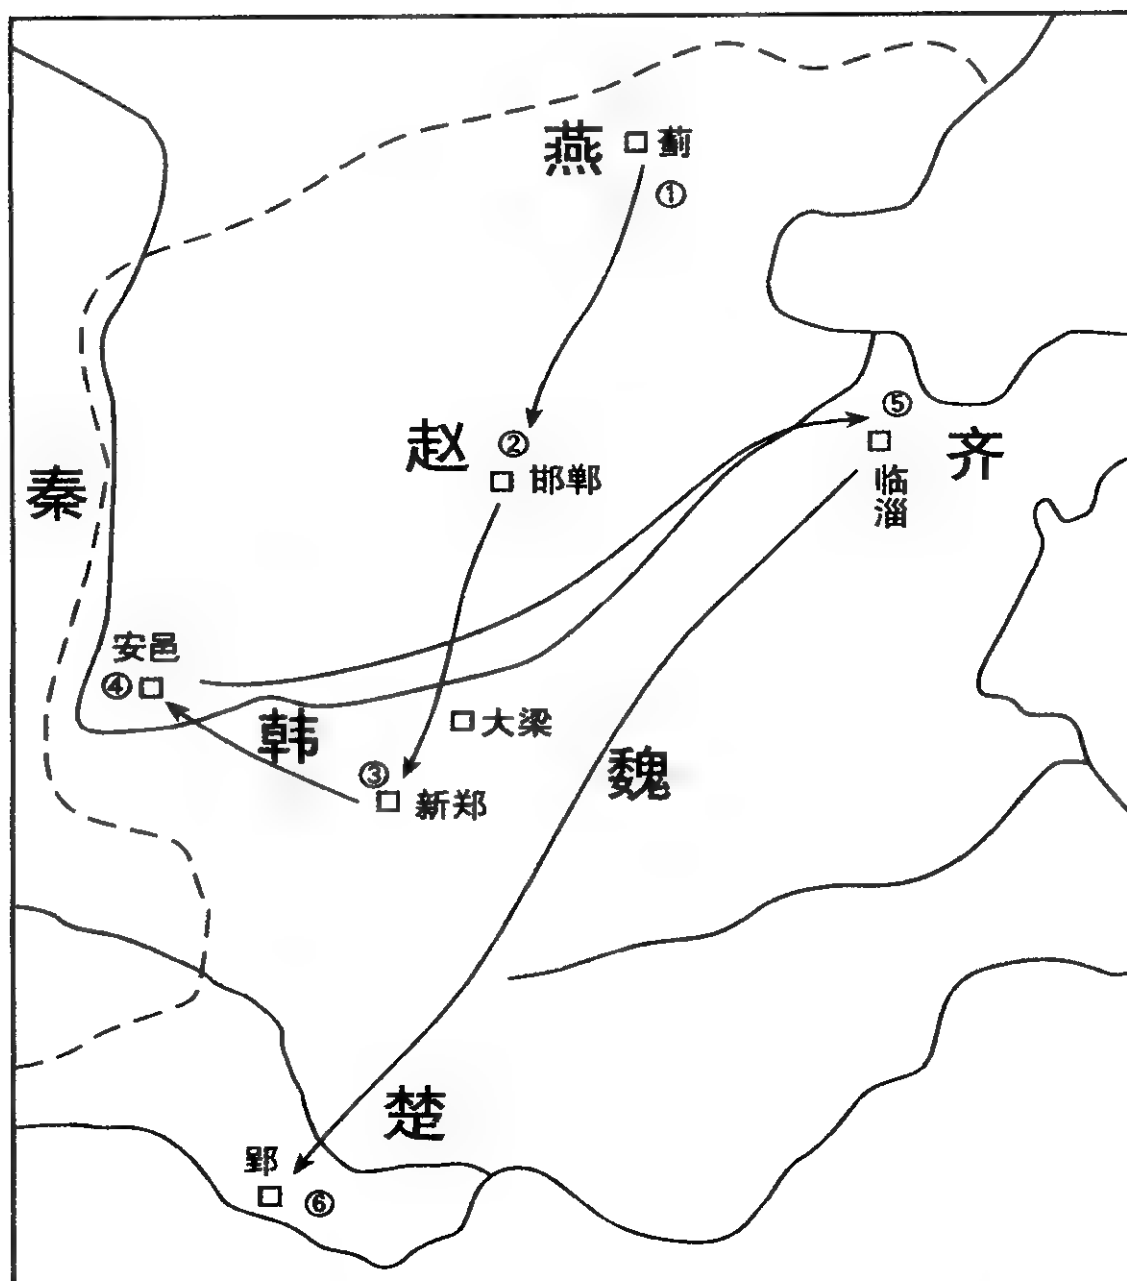 燕
蓟
①
赵
②
邯郸
⑤
齐
临
淄
秦
安邑
④
韩
大梁
魏
③
新郑
楚
郢
⑥